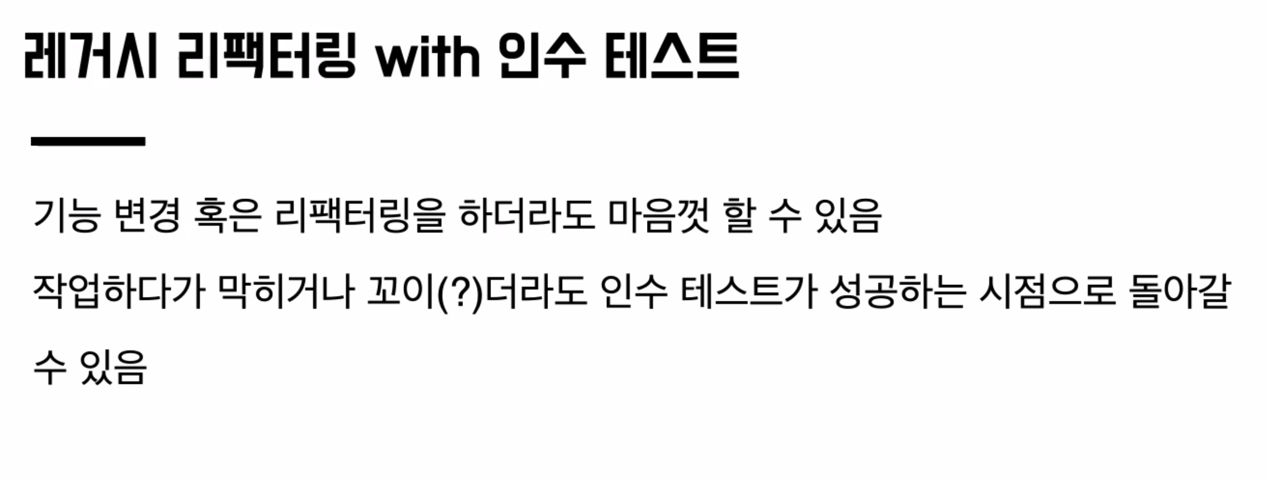 레거시 리팩터링 with 인수 테스트
기능 변경 혹은 리팩터링을 하더라도 마음껏 할 수 있음
작업하다가 막히거나 꼬이(?)더라도 인수 테스트가 성공하는 시점으로 돌아갈
수 있음